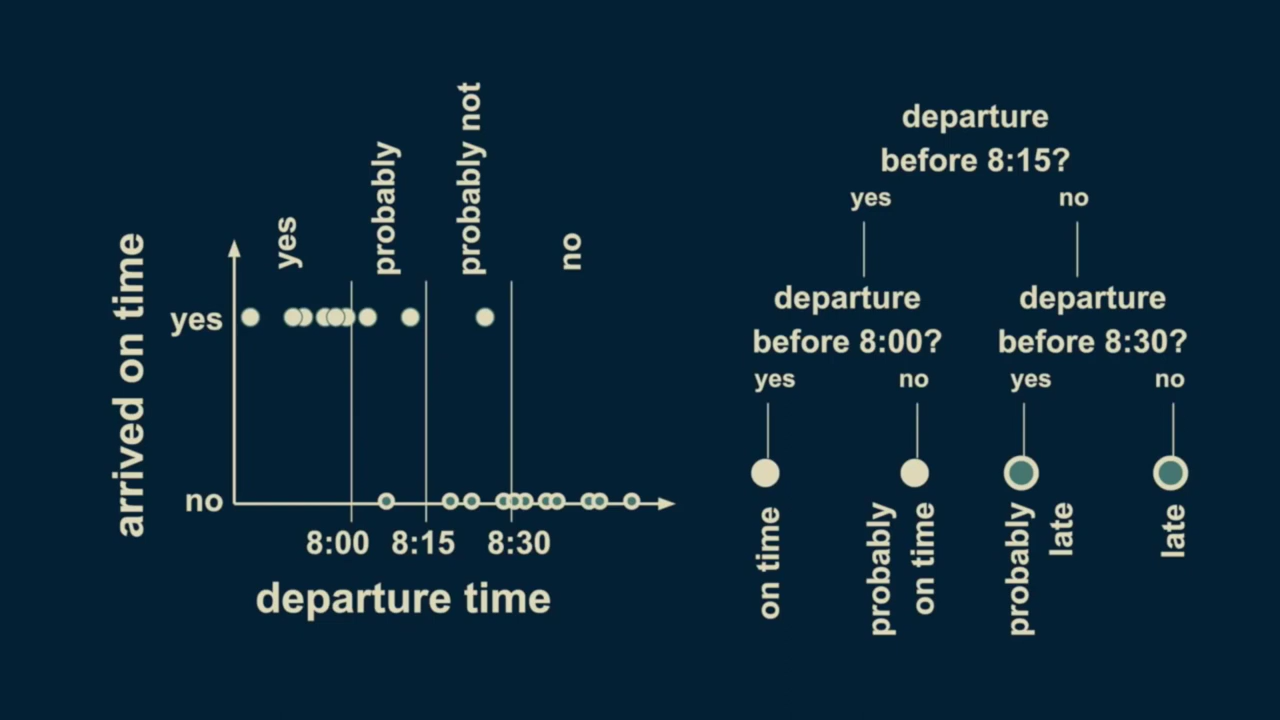 yes
probably
probably not
no
arrived on time
yes
no
8:00 8:15 8:30
departure time
departure
before 8:15?
yes no
departure
before 8:00?
yes no
departure
before 8:30?
yes no
on time
probably
on time
probably
late
late